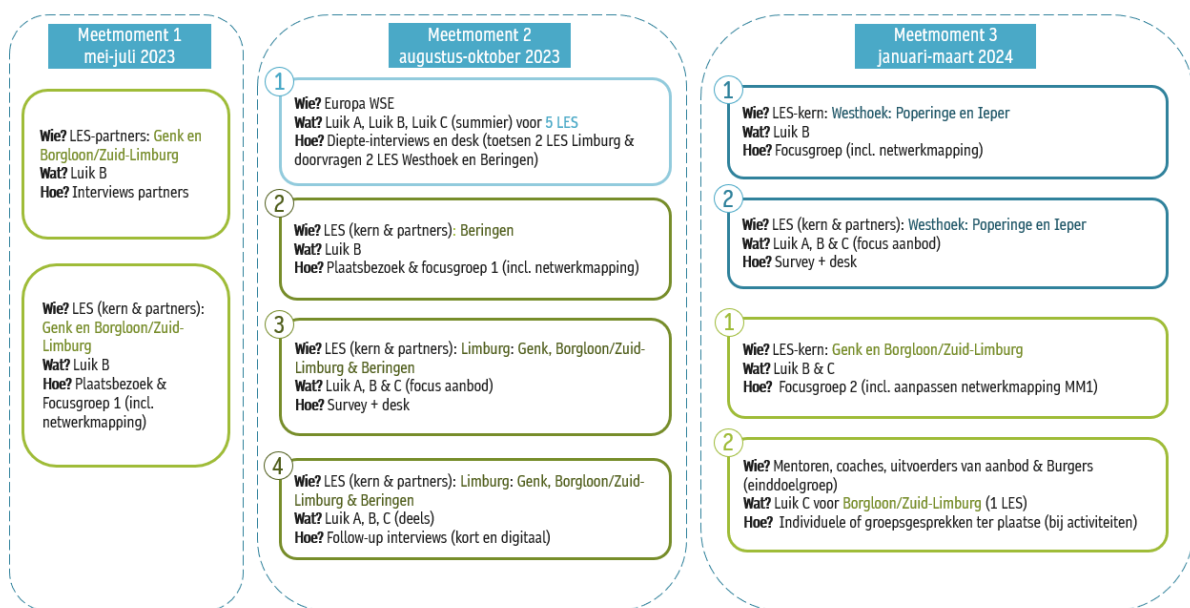 Meetmoment 1
mei-juli 2023
Wie? LES-partners: Genk en
Borgloon/Zuid-Limburg
Wat? Luik B
Hoe? Interviews partners
Wie? LES (kern & partners):
Genk en Borgloon/Zuid-
Limburg
Wat? Luik B
Hoe? Plaatsbezoek &
Focusgroep 1 (incl.
netwerkmapping)
Meetmoment 2
augustus-oktober 2023
1
Wie? Europa WSE
Wat? Luik A, Luik B, Luik C (summier) voor 5 LES
Hoe? Diepte-interviews en desk (toetsen 2 LES Limburg &
doorvragen 2 LES Westhoek en Beringen)
2
Wie? LES (kern & partners): Beringen
Wat? Luik B
Hoe? Plaatsbezoek & focusgroep 1 (incl. netwerkmapping)
3
Wie? LES (kern & partners): Limburg: Genk, Borgloon/Zuid-
Limburg & Beringen
Wat? Luik A, B & C (focus aanbod)
Hoe? Survey + desk
4
Wie? LES (kern & partners): Limburg: Genk, Borgloon/Zuid-
Limburg & Beringen
Wat? Luik A, B, C (deels)
Hoe? Follow-up interviews (kort en digitaal)
Meetmoment 3
januari-maart 2024
1
Wie? LES-kern: Westhoek: Poperinge en Ieper
Wat? Luik B
Hoe? Focusgroep (incl. netwerkmapping)
2
Wie? LES (kern & partners): Westhoek: Poperinge en Ieper
Wat? Luik A, B & C (focus aanbod)
Hoe? Survey + desk
1
Wie? LES-kern: Genk en Borgloon/Zuid-Limburg
Wat? Luik B & C
Hoe? Focusgroep 2 (incl. aanpassen netwerkmapping MM1)
2
Wie? Mentoren, coaches, uitvoerders van aanbod & Burgers
(einddoelgroep)
Wat? Luik C voor Borgloon/Zuid-Limburg (1 LES)
Hoe? Individuele of groepsgesprekken ter plaatse (bij activiteiten)